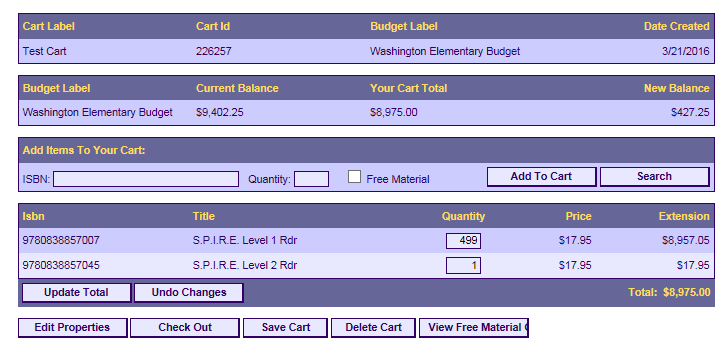 Cart Label Cart Id Budget Label Date Created
Test Cart 226257 Washington Elementary Budget 3/21/2016
Budget Label Current Balance Your Cart Total New Balance
Washington Elementary Budget $9,402.25 $8,975.00 $427.25
Add Items To Your Cart:
ISBN: Quantity: Free Material Add To Cart Search
Isbn Title Quantity Price Extension
9780838857007 S.P.I.R.E. Level 1 Rdr 499 $17.95 $8,957.05
9780838857045 S.P.I.R.E. Level 2 Rdr 1 $17.95 $17.95
Update Total Undo Changes Total: $8,975.00
Edit Properties Check Out Save Cart Delete Cart View Free Material